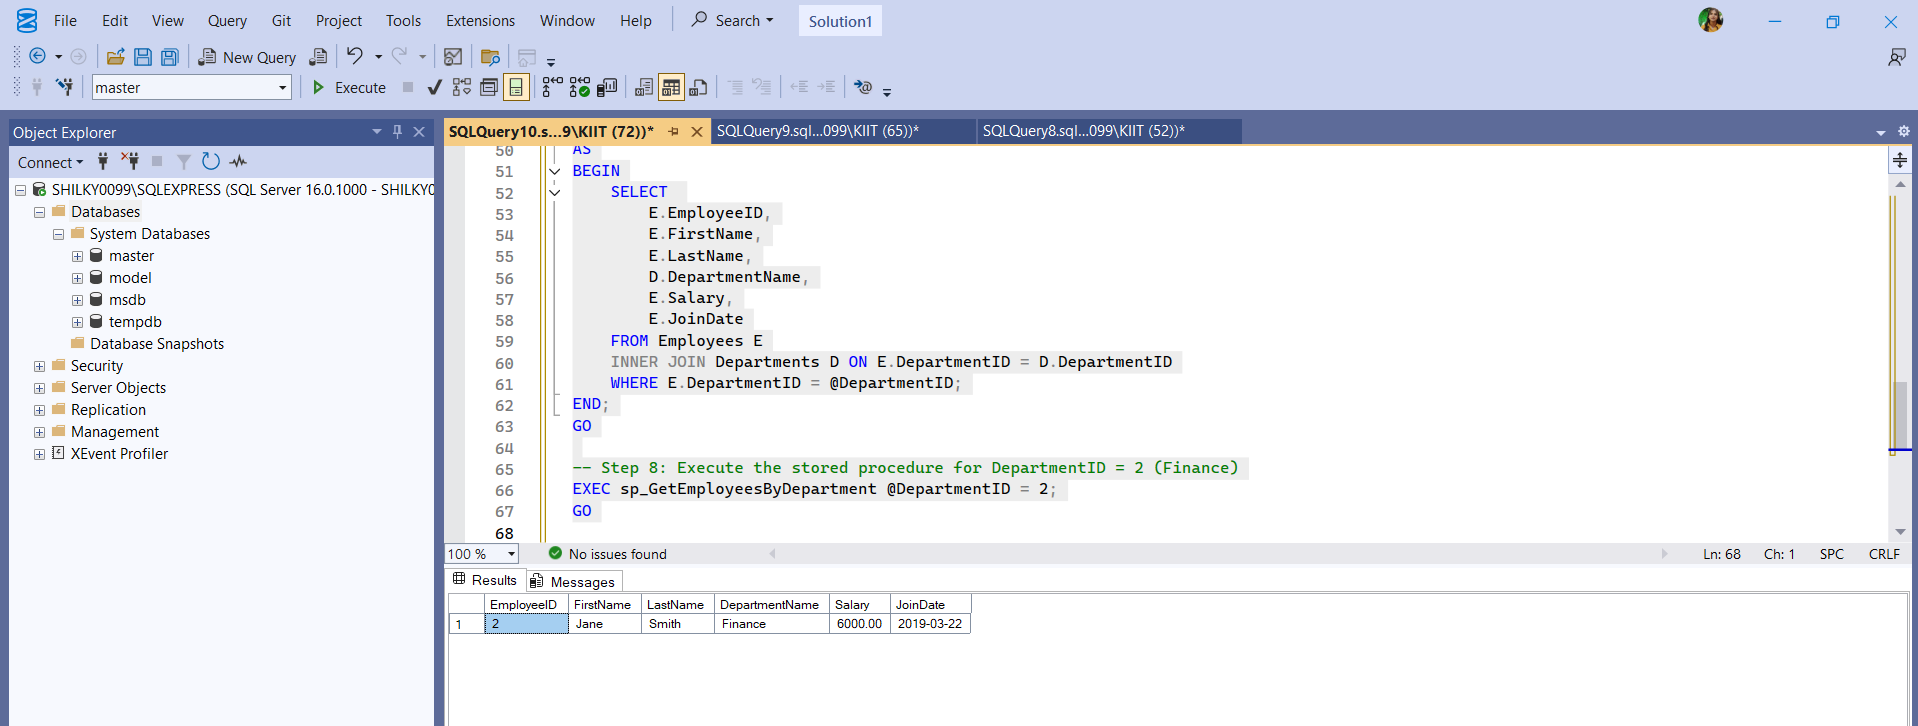 File Edit View Query Git Project Tools Extensions Window Help Search Solution1
New Query
master Execute
Object Explorer
Connect
SHILKY0099\SQLEXPRESS (SQL Server 16.0.1000 - SHILKY0
Databases
System Databases
master
model
msdb
tempdb
Database Snapshots
Security
Server Objects
Replication
Management
XEvent Profiler
SQLQuery10.s...9\KIIT (72))* SQLQuery9.sql...099\KIIT (65))* SQLQuery8.sql...099\KIIT (52))*
50 AS
51 BEGIN
52 SELECT
53 E.EmployeeID,
54 E.FirstName,
55 E.LastName,
56 D.DepartmentName,
57 E.Salary,
58 E.JoinDate
59 FROM Employees E
60 INNER JOIN Departments D ON E.DepartmentID = D.DepartmentID
61 WHERE E.DepartmentID = @DepartmentID;
62 END;
63 GO
64
65 -- Step 8: Execute the stored procedure for DepartmentID = 2 (Finance)
66 EXEC sp_GetEmployeesByDepartment @DepartmentID = 2;
67 GO
68
100 % No issues found Ln: 68 Ch: 1 SPC CRLF
Results Messages
EmployeeID FirstName LastName DepartmentName Salary JoinDate
1 2 Jane Smith Finance 6000.00 2019-03-22